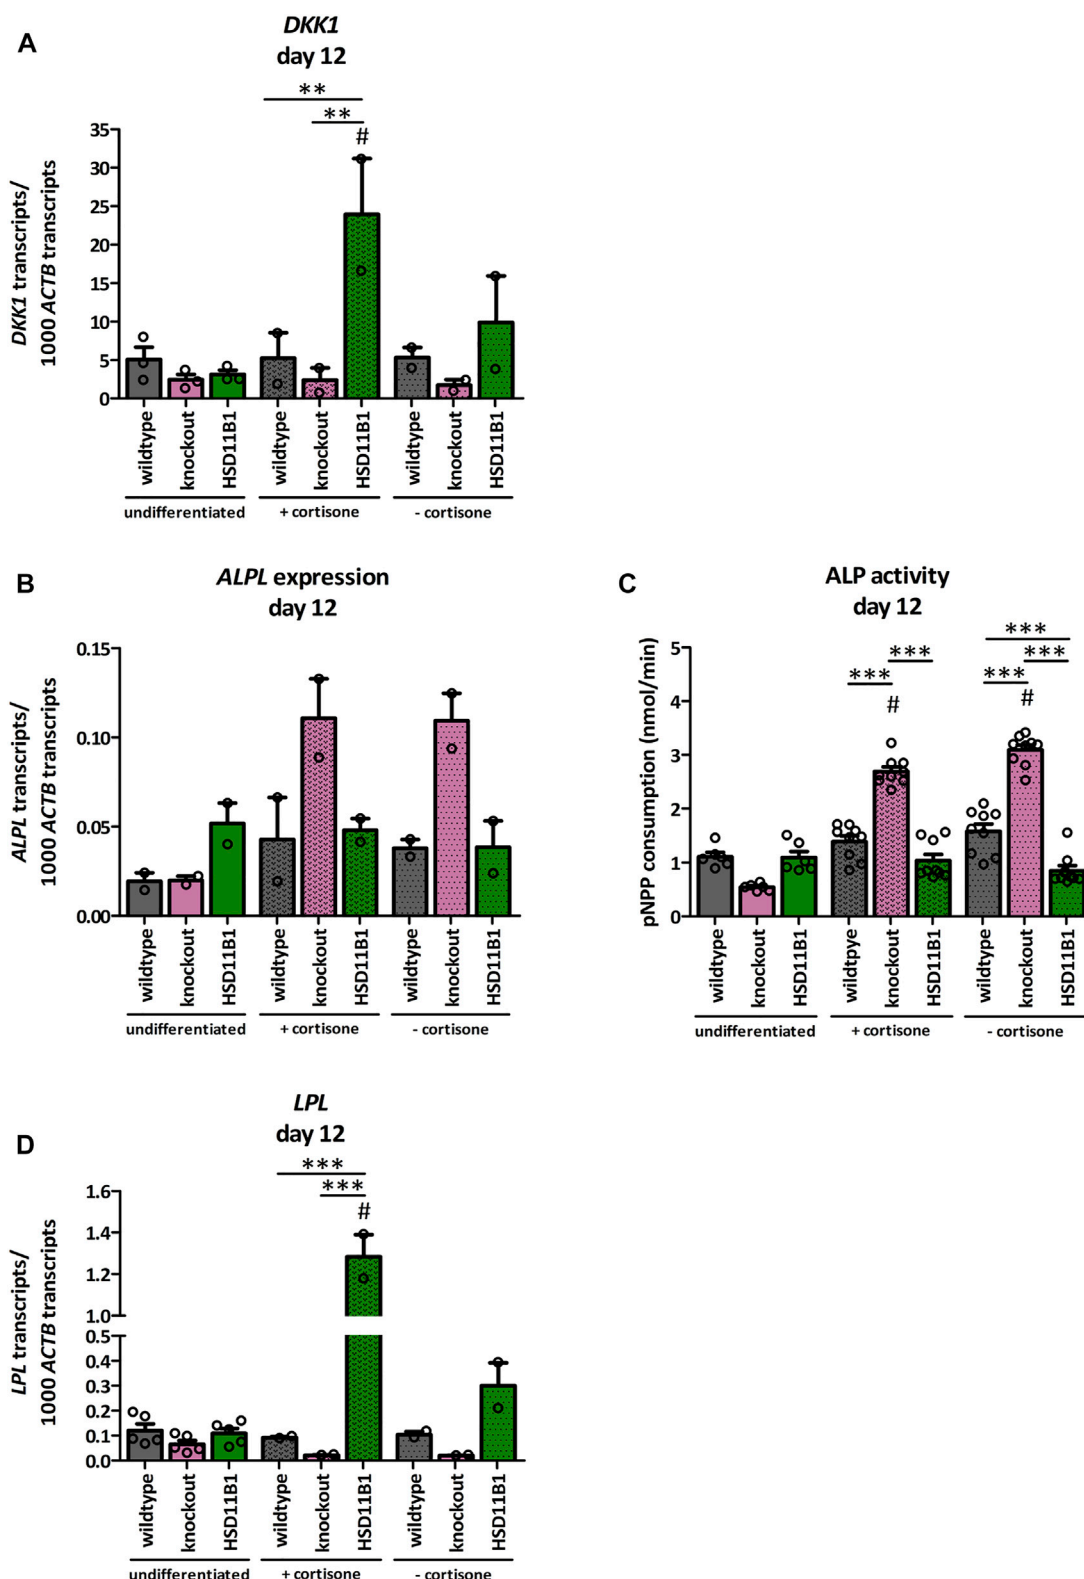 A
DKK1
day 12
**
**
#
DKK1 transcripts/
1000 ACTB transcripts
35
30
25
20
15
10
5
0
wildtype
knockout
HSD11B1
wildtype
knockout
HSD11B1
wildtype
knockout
HSD11B1
undifferentiated
+ cortisone
- cortisone
B
ALPL expression
day 12
ALPL transcripts/
1000 ACTB transcripts
0.15
0.10
0.05
0.00
wildtype
knockout
HSD11B1
wildtype
knockout
HSD11B1
wildtype
knockout
HSD11B1
undifferentiated
+ cortisone
- cortisone
C
ALP activity
day 12
***
***
***
***
***
#
#
pNPP consumption (nmol/min)
5
4
3
2
1
0
wildtype
knockout
HSD11B1
wildtpye
knockout
HSD11B1
wildtype
knockout
HSD11B1
undifferentiated
+ cortisone
- cortisone
D
LPL
day 12
***
***
#
LPL transcripts/
1000 ACTB transcripts
1.6
1.4
1.2
1.0
0.5
0.4
0.3
0.2
0.1
0.0
wildtype
knockout
HSD11B1
wildtype
knockout
HSD11B1
wildtype
knockout
HSD11B1
undifferentiated
+ cortisone
- cortisone